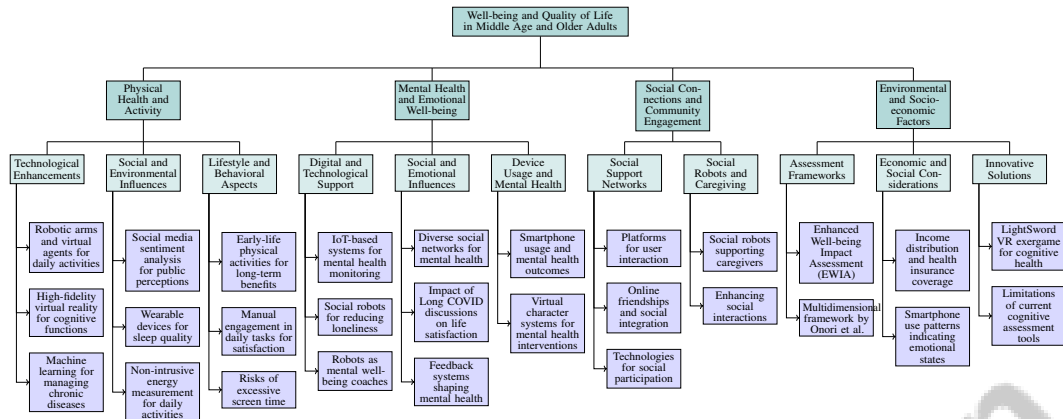 Well-being and Quality of Life
in Middle Age and Older Adults
Physical
Health and
Activity
Mental Health
and Emotional
Well-being
Social Con-
nections and
Community
Engagement
Environmental
and Socio-
economic
Factors
Technological
Enhancements
Social and
Environmental
Influences
Lifestyle and
Behavioral
Aspects
Digital and
Technological
Support
Social and
Emotional
Influences
Device
Usage and
Mental Health
Social
Support
Networks
Social
Robots and
Caregiving
Assessment
Frameworks
Economic and
Social Consid-
erations
Innovative
Solutions
Robotic arms
and virtual
agents for
daily activities
High-fidelity
virtual reality
for cognitive
functions
Machine
learning for
managing
chronic
diseases
Social media
sentiment
analysis
for public
perceptions
Wearable
devices for
sleep quality
Non-intrusive
energy
measurement
for daily
activities
Early-life
physical
activities for
long-term
benefits
Manual
engagement in
daily tasks for
satisfaction
Risks of
excessive
screen time
IoT-based
systems for
mental health
monitoring
Social robots
for reducing
loneliness
Robots as
mental well-
being coaches
Diverse social
networks for
mental health
Impact of
Long COVID
discussions
on life
satisfaction
Feedback
systems
shaping
mental health
Smartphone
usage and
mental health
outcomes
Virtual
character
systems for
mental health
interventions
Platforms
for user
interaction
Online
friendships
and social
integration
Technologies
for social
participation
Social robots
supporting
caregivers
Enhancing
social
interactions
Enhanced
Well-being
Impact
Assessment
(EWIA)
Multidimensional
framework by
Onori et al.
Income
distribution
and health
insurance
coverage
Smartphone
use patterns
indicating
emotional
states
LightSword
VR exergame
for cognitive
health
Limitations
of current
cognitive
assessment
tools